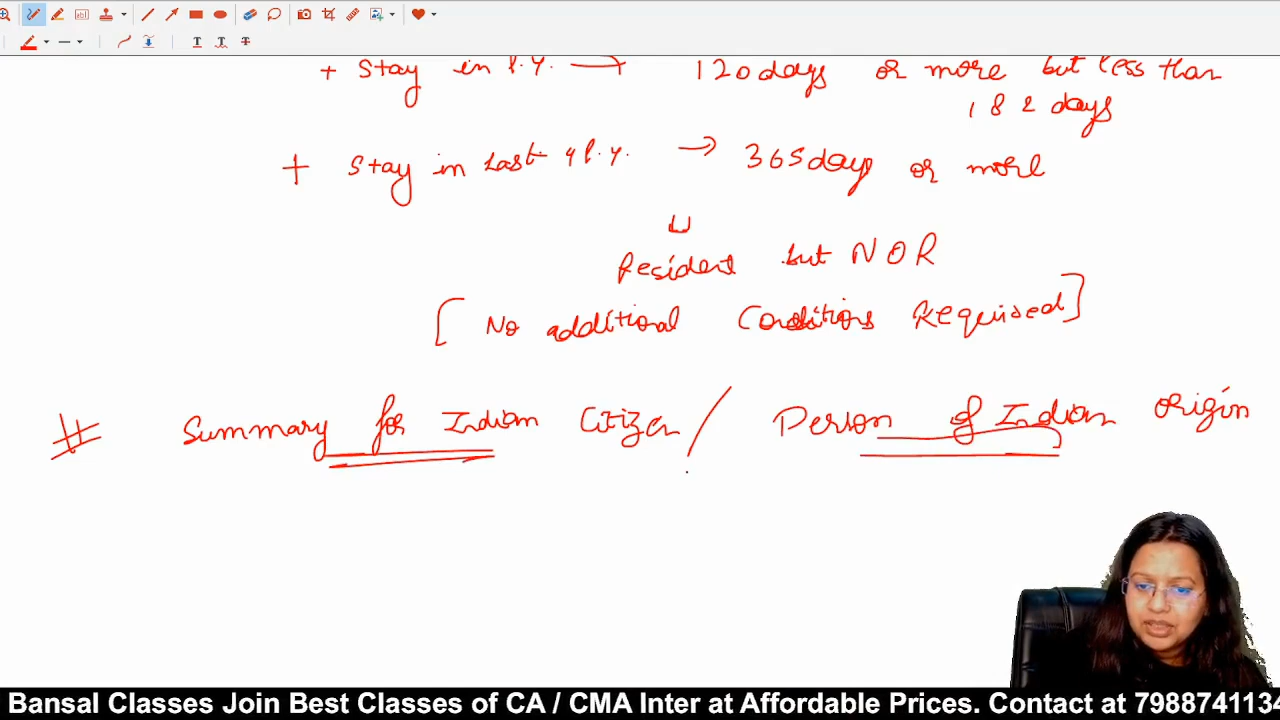 + Stay in P.Y. → 120 days or more but less than
182 days
+ Stay in Last 4 P.Y. → 365 days or more
Resident but NOR
[No additional Conditions Required]
# Summary for Indian Citizen / Person of Indian origin
Bansal Classes Join Best Classes of CA / CMA Inter at Affordable Prices. Contact at 7988741134